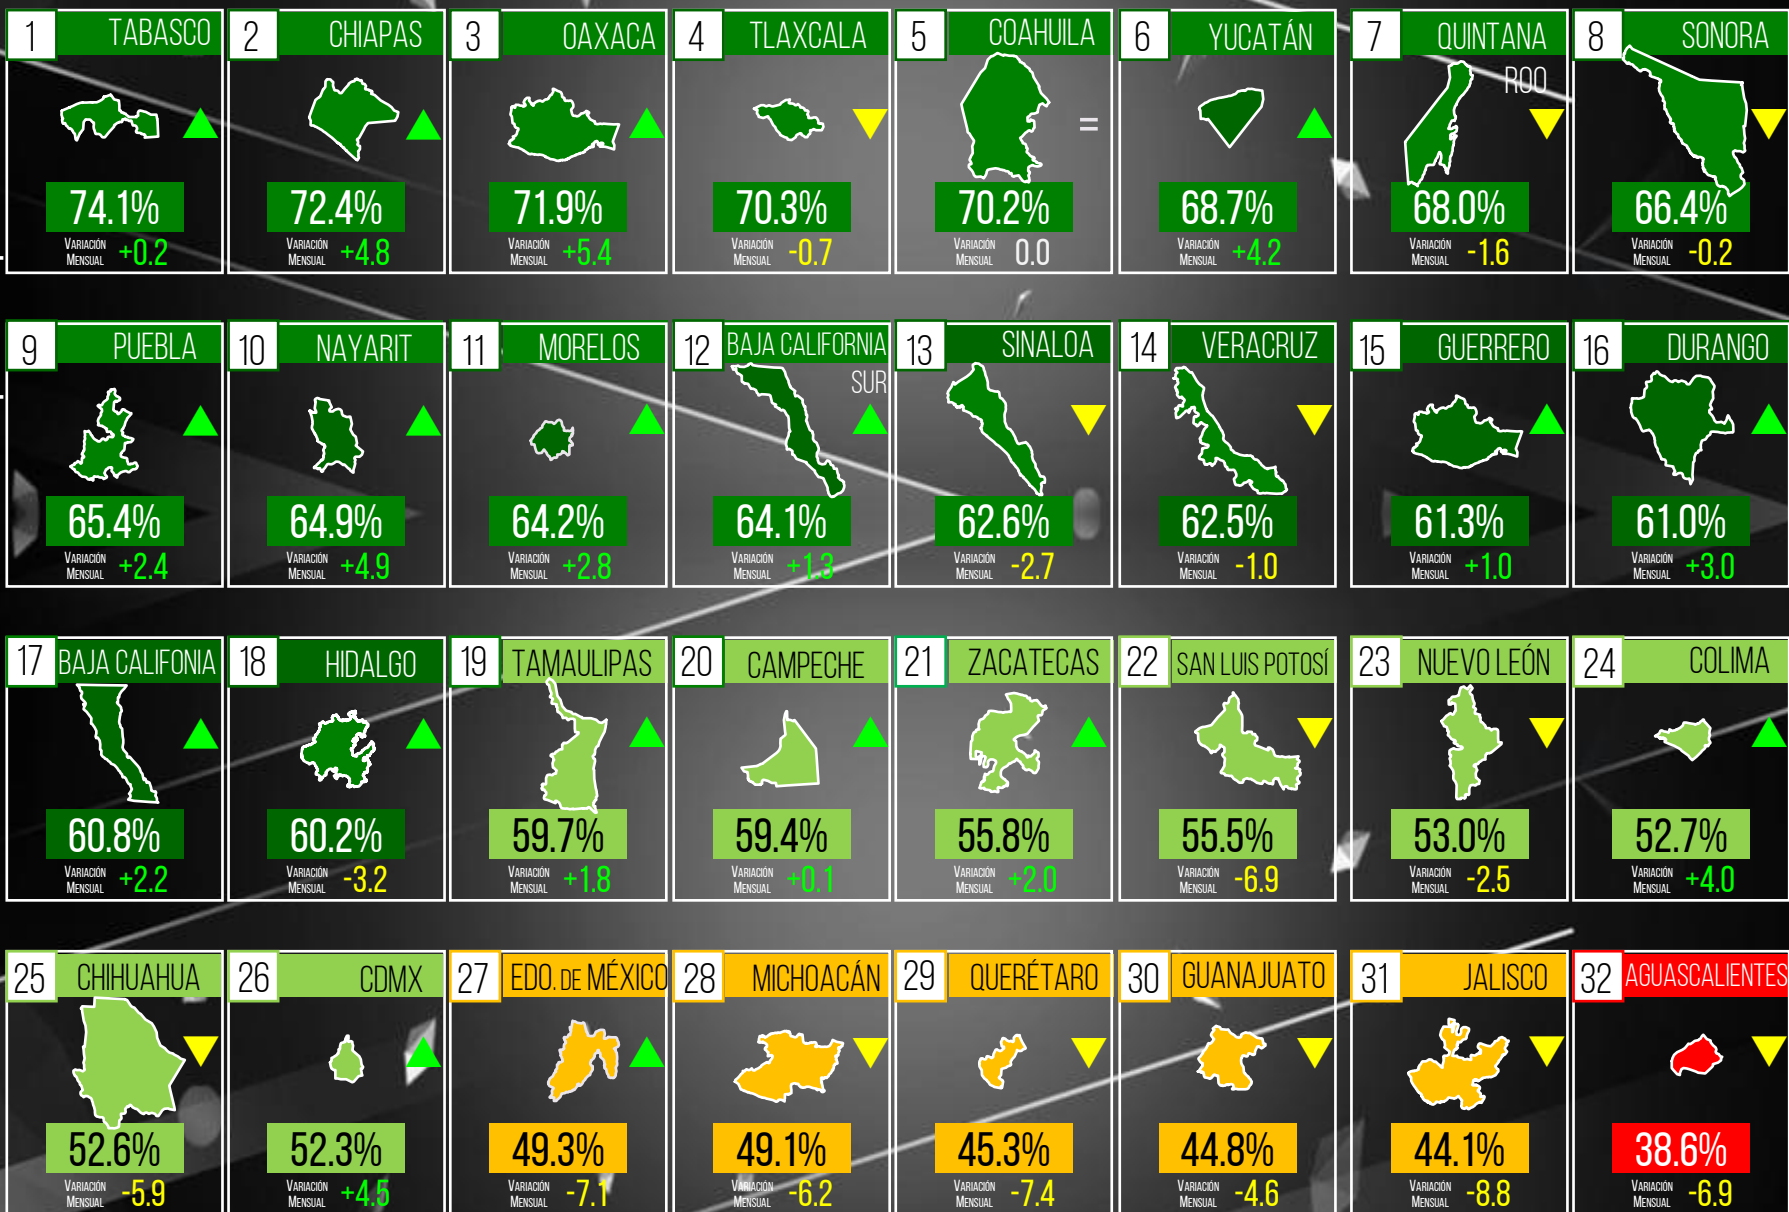 1 TABASCO
74.1%
VARIACIÓN MENSUAL +0.2
2 CHIAPAS
72.4%
VARIACIÓN MENSUAL +4.8
3 OAXACA
71.9%
VARIACIÓN MENSUAL +5.4
4 TLAXCALA
70.3%
VARIACIÓN MENSUAL -0.7
5 COAHUILA
=
70.2%
VARIACIÓN MENSUAL 0.0
6 YUCATÁN
68.7%
VARIACIÓN MENSUAL +4.2
7 QUINTANA
ROO
68.0%
VARIACIÓN MENSUAL -1.6
8 SONORA
66.4%
VARIACIÓN MENSUAL -0.2
9 PUEBLA
65.4%
VARIACIÓN MENSUAL +2.4
10 NAYARIT
64.9%
VARIACIÓN MENSUAL +4.9
11 MORELOS
64.2%
VARIACIÓN MENSUAL +2.8
12 BAJA CALIFORNIA
SUR
64.1%
VARIACIÓN MENSUAL +1.3
13 SINALOA
62.6%
VARIACIÓN MENSUAL -2.7
14 VERACRUZ
62.5%
VARIACIÓN MENSUAL -1.0
15 GUERRERO
61.3%
VARIACIÓN MENSUAL +1.0
16 DURANGO
61.0%
VARIACIÓN MENSUAL +3.0
17 BAJA CALIFONIA
60.8%
VARIACIÓN MENSUAL +2.2
18 HIDALGO
60.2%
VARIACIÓN MENSUAL -3.2
19 TAMAULIPAS
59.7%
VARIACIÓN MENSUAL +1.8
20 CAMPECHE
59.4%
VARIACIÓN MENSUAL +0.1
21 ZACATECAS
55.8%
VARIACIÓN MENSUAL +2.0
22 SAN LUIS POTOSÍ
55.5%
VARIACIÓN MENSUAL -6.9
23 NUEVO LEÓN
53.0%
VARIACIÓN MENSUAL -2.5
24 COLIMA
52.7%
VARIACIÓN MENSUAL +4.0
25 CHIHUAHUA
52.6%
VARIACIÓN MENSUAL -5.9
26 CDMX
52.3%
VARIACIÓN MENSUAL +4.5
27 EDO. DE MÉXICO
49.3%
VARIACIÓN MENSUAL -7.1
28 MICHOACÁN
49.1%
VARIACIÓN MENSUAL -6.2
29 QUERÉTARO
45.3%
VARIACIÓN MENSUAL -7.4
30 GUANAJUATO
44.8%
VARIACIÓN MENSUAL -4.6
31 JALISCO
44.1%
VARIACIÓN MENSUAL -8.8
32 AGUASCALIENTES
38.6%
VARIACIÓN MENSUAL -6.9